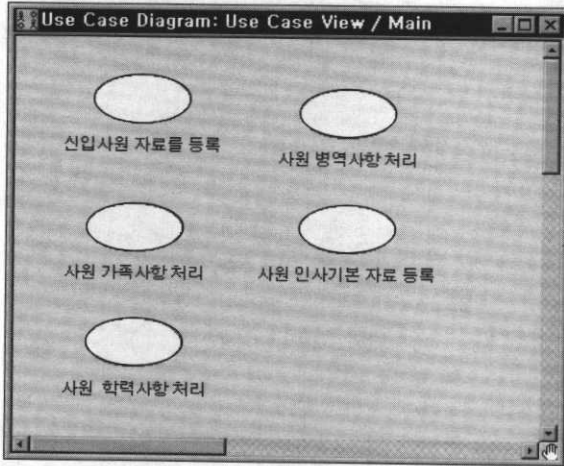 Use Case Diagram: Use Case View / Main
신입사원 자료를 등록
사원 병역사항 처리
사원 가족사항 처리
사원 인사기본 자료 등록
사원 학력사항 처리